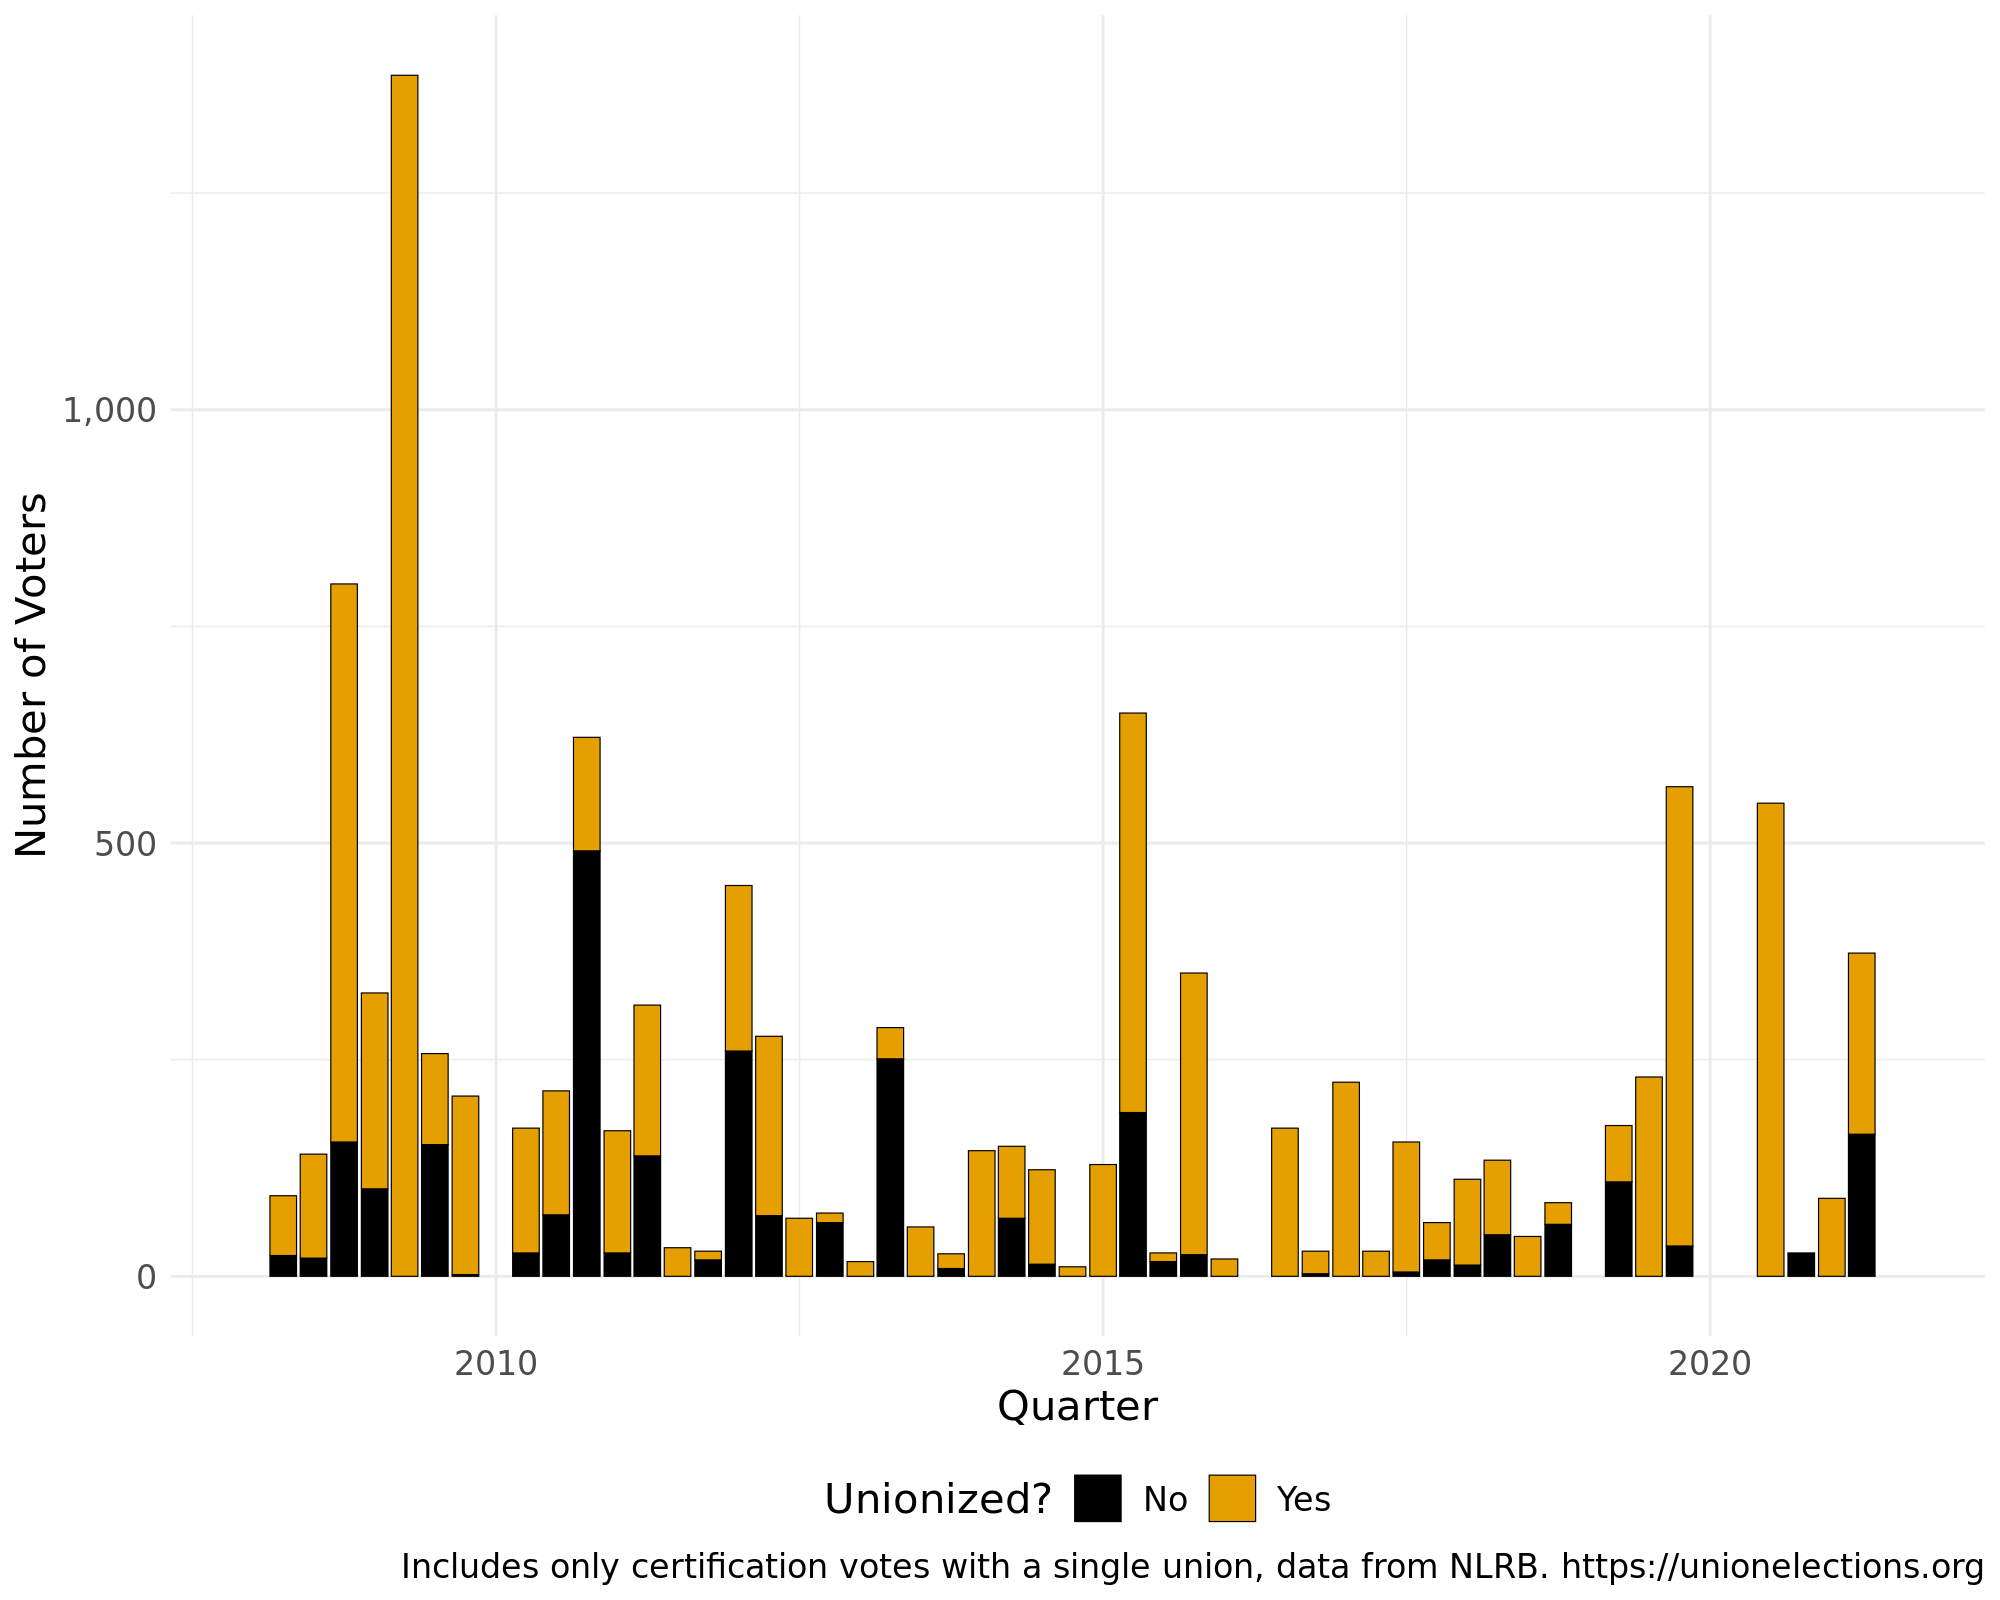 Number of Voters
1,000
500
0
2010 2015 2020
Quarter
Unionized? No Yes
Includes only certification votes with a single union, data from NLRB. https://unionelections.org